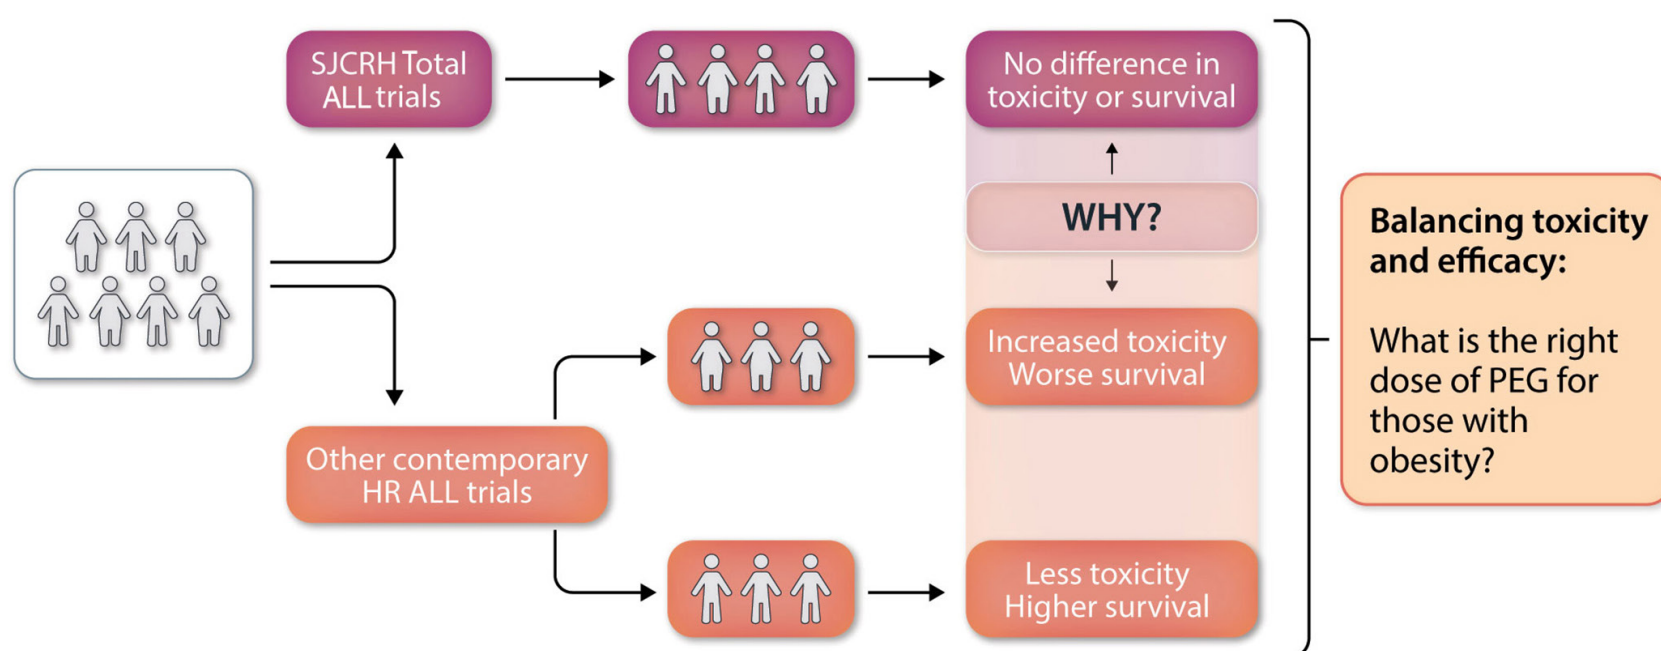 SJCRH Total
ALL trials
No difference in
toxicity or survival
WHY?
Increased toxicity
Worse survival
Other contemporary
HR ALL trials
Less toxicity
Higher survival
Balancing toxicity
and efficacy:
What is the right
dose of PEG for
those with
obesity?